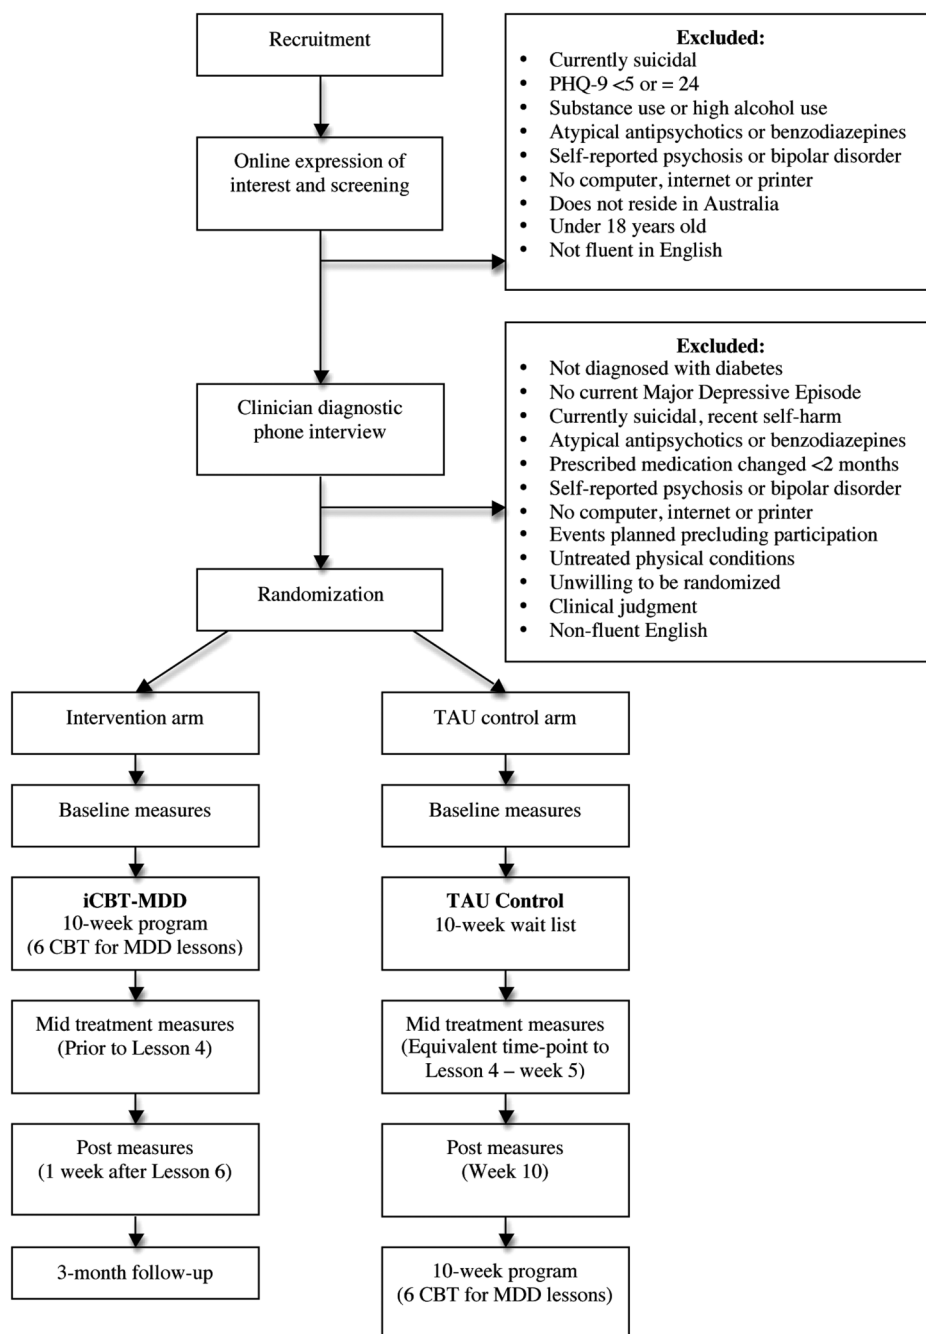 Recruitment
Online expression of
interest and screening
Excluded:
• Currently suicidal
• PHQ-9 <5 or = 24
• Substance use or high alcohol use
• Atypical antipsychotics or benzodiazepines
• Self-reported psychosis or bipolar disorder
• No computer, internet or printer
• Does not reside in Australia
• Under 18 years old
• Not fluent in English
Clinician diagnostic
phone interview
Excluded:
• Not diagnosed with diabetes
• No current Major Depressive Episode
• Currently suicidal, recent self-harm
• Atypical antipsychotics or benzodiazepines
• Prescribed medication changed <2 months
• Self-reported psychosis or bipolar disorder
• No computer, internet or printer
• Events planned precluding participation
• Untreated physical conditions
• Unwilling to be randomized
• Clinical judgment
• Non-fluent English
Randomization
Intervention arm
Baseline measures
iCBT-MDD
10-week program
(6 CBT for MDD lessons)
Mid treatment measures
(Prior to Lesson 4)
Post measures
(1 week after Lesson 6)
3-month follow-up
TAU control arm
Baseline measures
TAU Control
10-week wait list
Mid treatment measures
(Equivalent time-point to
Lesson 4 – week 5)
Post measures
(Week 10)
10-week program
(6 CBT for MDD lessons)